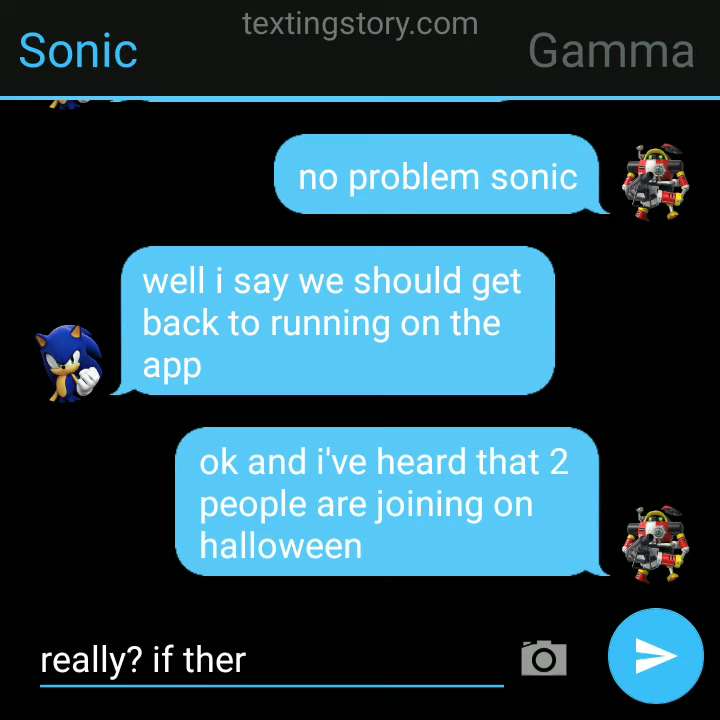 textingstory.com
Sonic
Gamma
no problem sonic
well i say we should get
back to running on the
app
ok and i've heard that 2
people are joining on
halloween
really? if ther